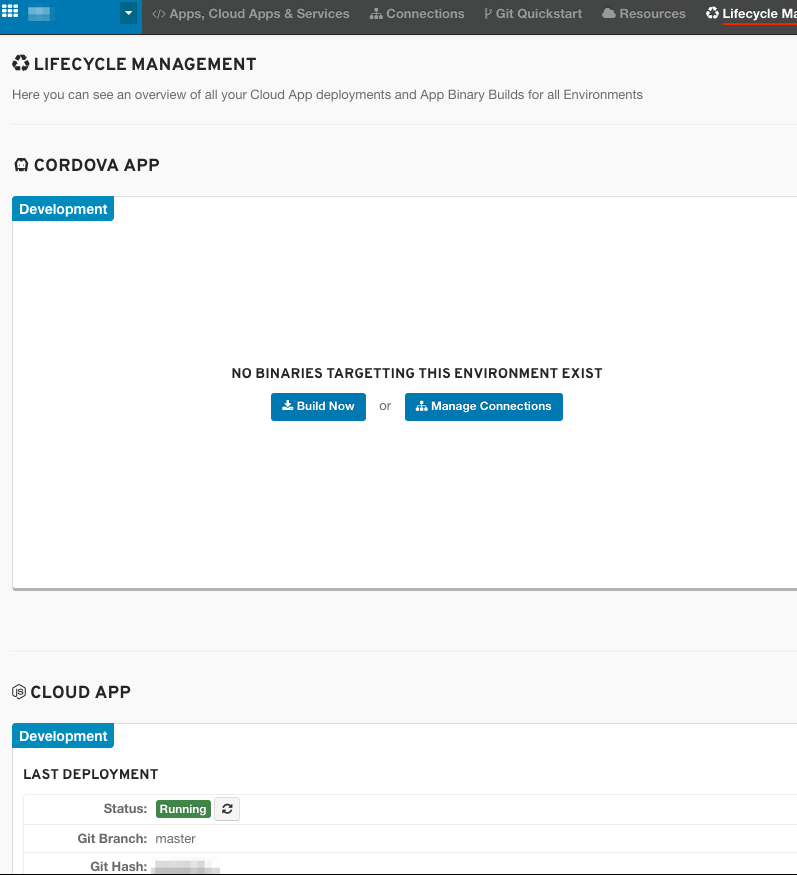 Apps, Cloud Apps & Services Connections Git Quickstart Resources Lifecycle Ma
LIFECYCLE MANAGEMENT
Here you can see an overview of all your Cloud App deployments and App Binary Builds for all Environments
CORDOVA APP
Development
NO BINARIES TARGETTING THIS ENVIRONMENT EXIST
Build Now or Manage Connections
CLOUD APP
Development
LAST DEPLOYMENT
Status: Running
Git Branch: master
Git Hash: